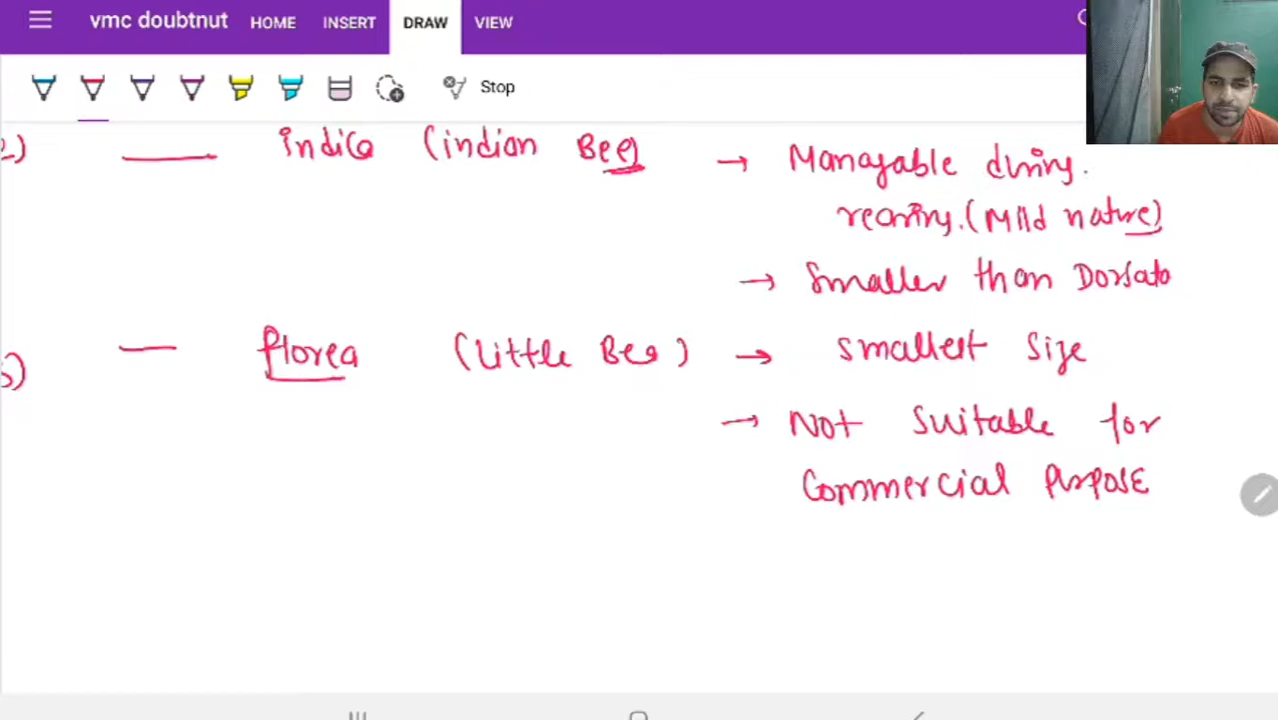 vmc doubtnut HOME INSERT DRAW VIEW
Stop
2) indica (indian Bee) → Manayable during.
rearing. (Mild nature)
→ Smaller than Dorsata
3) florea (Little Bee) → Smallest Size
→ Not Suitable for
Commercial PurposE